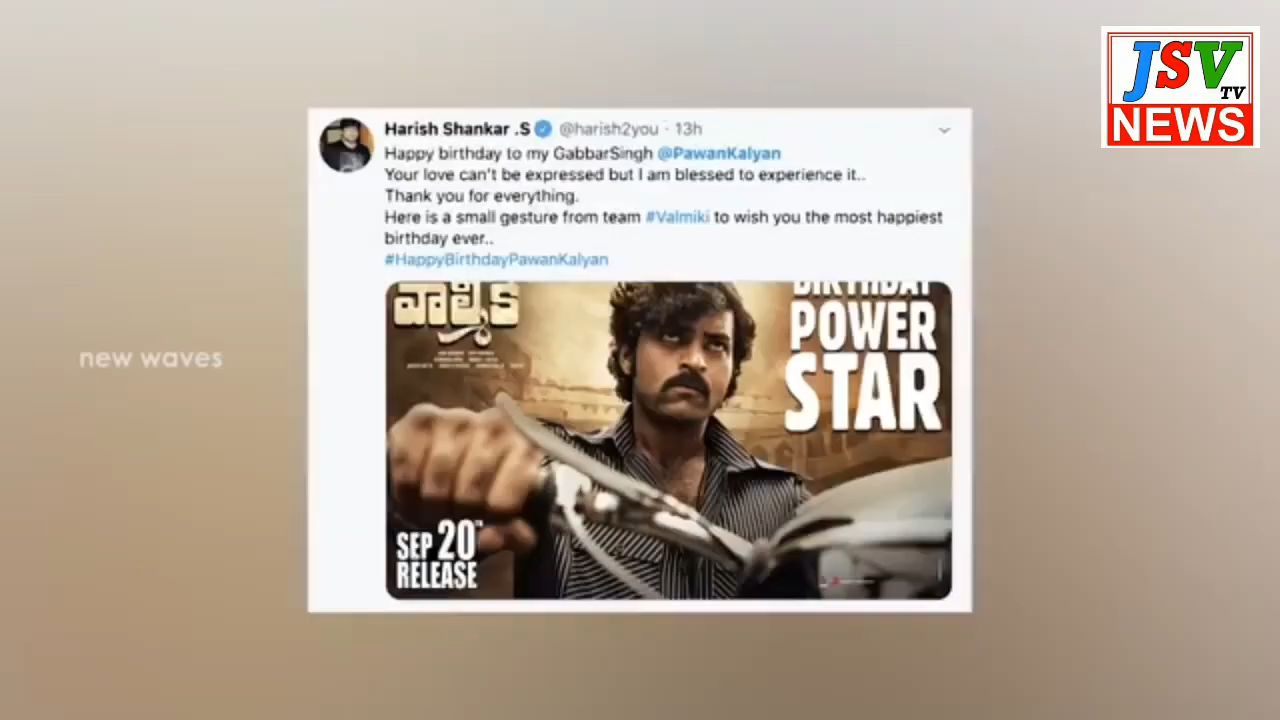 JSV
TV
NEWS
Harish Shankar .S @harish2you · 13h
Happy birthday to my GabbarSingh @PawanKalyan
Your love can't be expressed but I am blessed to experience it..
Thank you for everything.
Here is a small gesture from team #Valmiki to wish you the most happiest
birthday ever..
#HappyBirthdayPawanKalyan
వాల్మీకి
BIRTHDAY
POWER
STAR
new waves
SEP 20TH
RELEASE